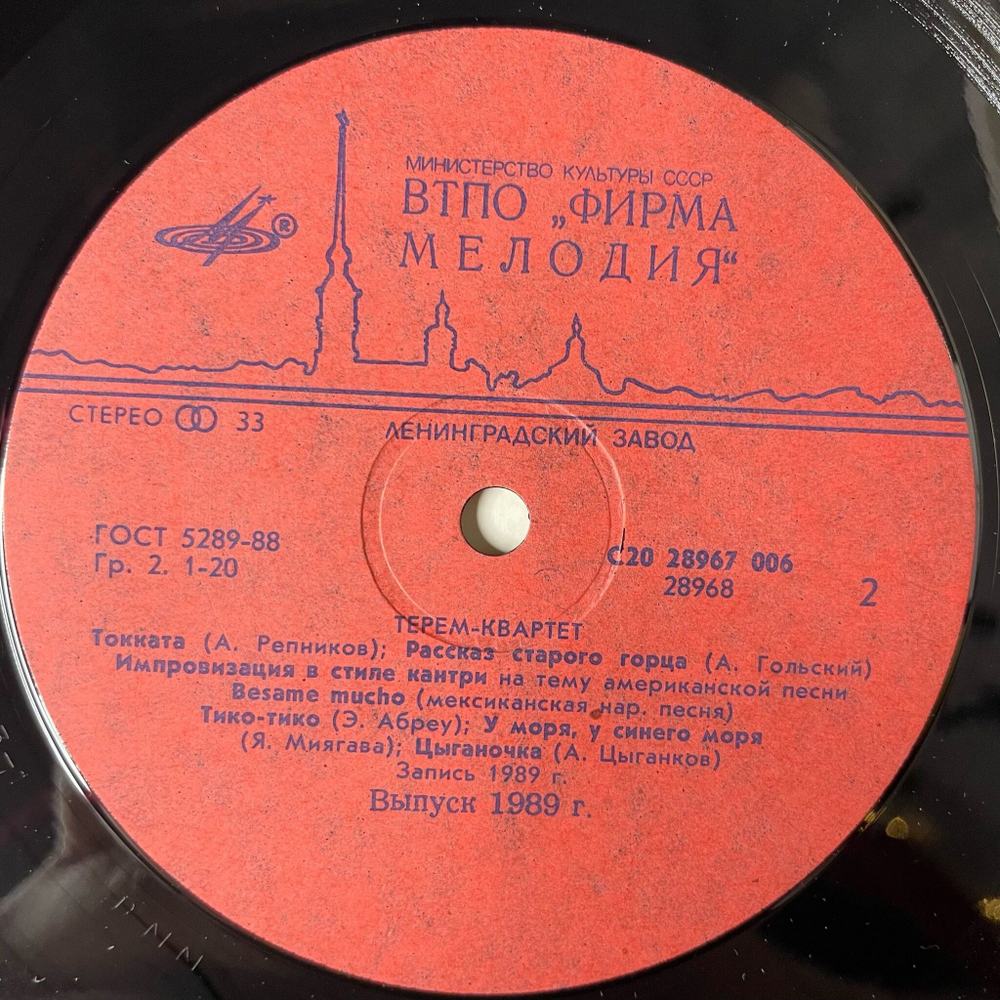 МИНИСТЕРСТВО КУЛЬТУРЫ СССР
ВТПО „ФИРМА
МЕЛОДИЯ“
®
СТЕРЕО 33
ЛЕНИНГРАДСКИЙ ЗАВОД
ГОСТ 5289-88
Гр. 2. 1-20
С20 28967 006
28968
2
ТЕРЕМ-КВАРТЕТ
Токката (А. Репников); Рассказ старого горца (А. Гольский)
Импровизация в стиле кантри на тему американской песни
Besame mucho (мексиканская нар. песня)
Тико-тико (Э. Абреу); У моря, у синего моря
(Я. Миягава); Цыганочка (А. Цыганков)
Запись 1989 г.
Выпуск 1989 г.